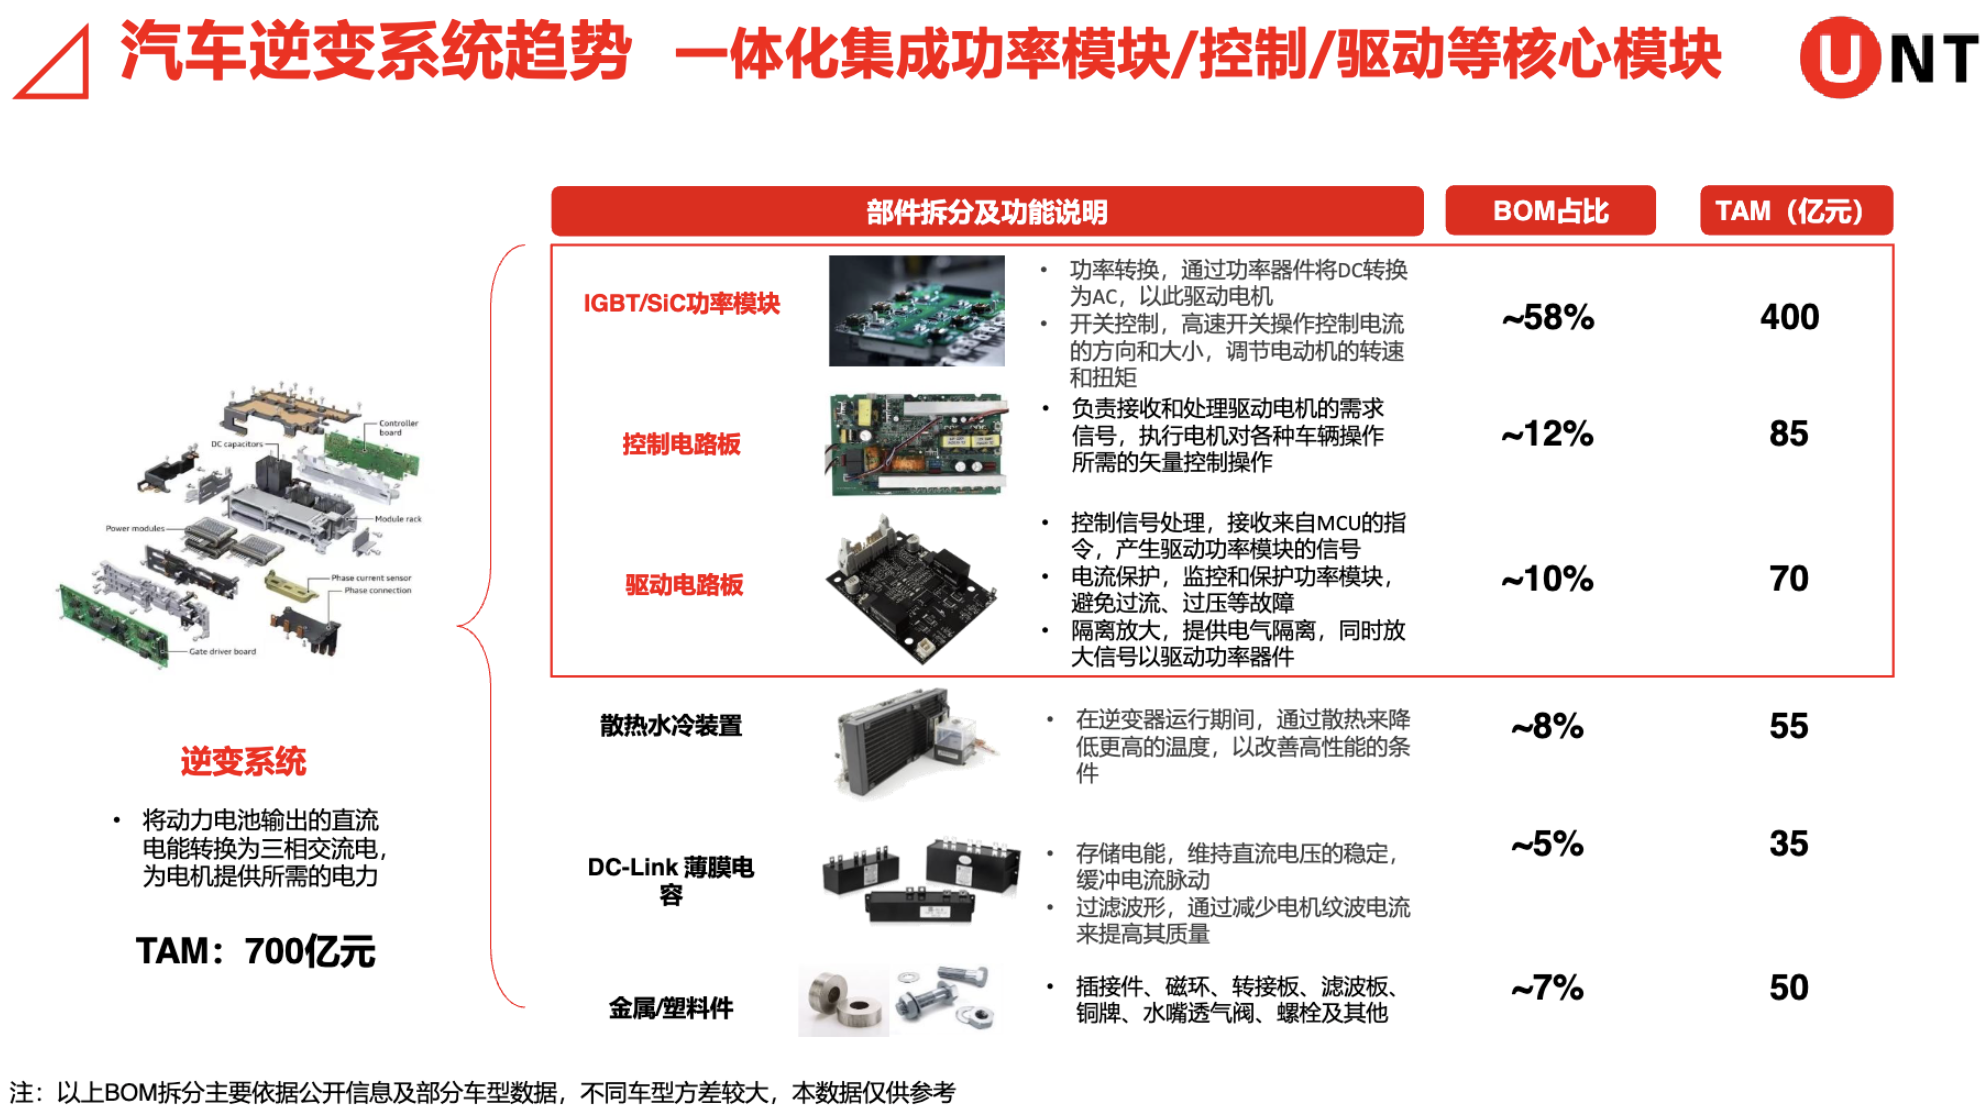 汽车逆变系统趋势 一体化集成功率模块/控制/驱动等核心模块
UNT
部件拆分及功能说明
BOM占比
TAM（亿元）
IGBT/SiC功率模块
• 功率转换，通过功率器件将DC转换
为AC，以此驱动电机
• 开关控制，高速开关操作控制电流
的方向和大小，调节电动机的转速
和扭矩
~58%
400
控制电路板
• 负责接收和处理驱动电机的需求
信号，执行电机对各种车辆操作
所需的矢量控制操作
~12%
85
驱动电路板
• 控制信号处理，接收来自MCU的指
令，产生驱动功率模块的信号
• 电流保护，监控和保护功率模块，
避免过流、过压等故障
• 隔离放大，提供电气隔离，同时放
大信号以驱动功率器件
~10%
70
散热水冷装置
• 在逆变器运行期间，通过散热来降
低更高的温度，以改善高性能的条
件
~8%
55
DC-Link 薄膜电
容
• 存储电能，维持直流电压的稳定，
缓冲电流脉动
• 过滤波形，通过减少电机纹波电流
来提高其质量
~5%
35
金属/塑料件
• 插接件、磁环、转接板、滤波板、
铜牌、水嘴透气阀、螺栓及其他
~7%
50
Controller
board
DC capacitors
Module rack
Power modules
Phase current sensor
Phase connection
Gate driver board
逆变系统
• 将动力电池输出的直流
电能转换为三相交流电，
为电机提供所需的电力
TAM：700亿元
注：以上BOM拆分主要依据公开信息及部分车型数据，不同车型方差较大，本数据仅供参考